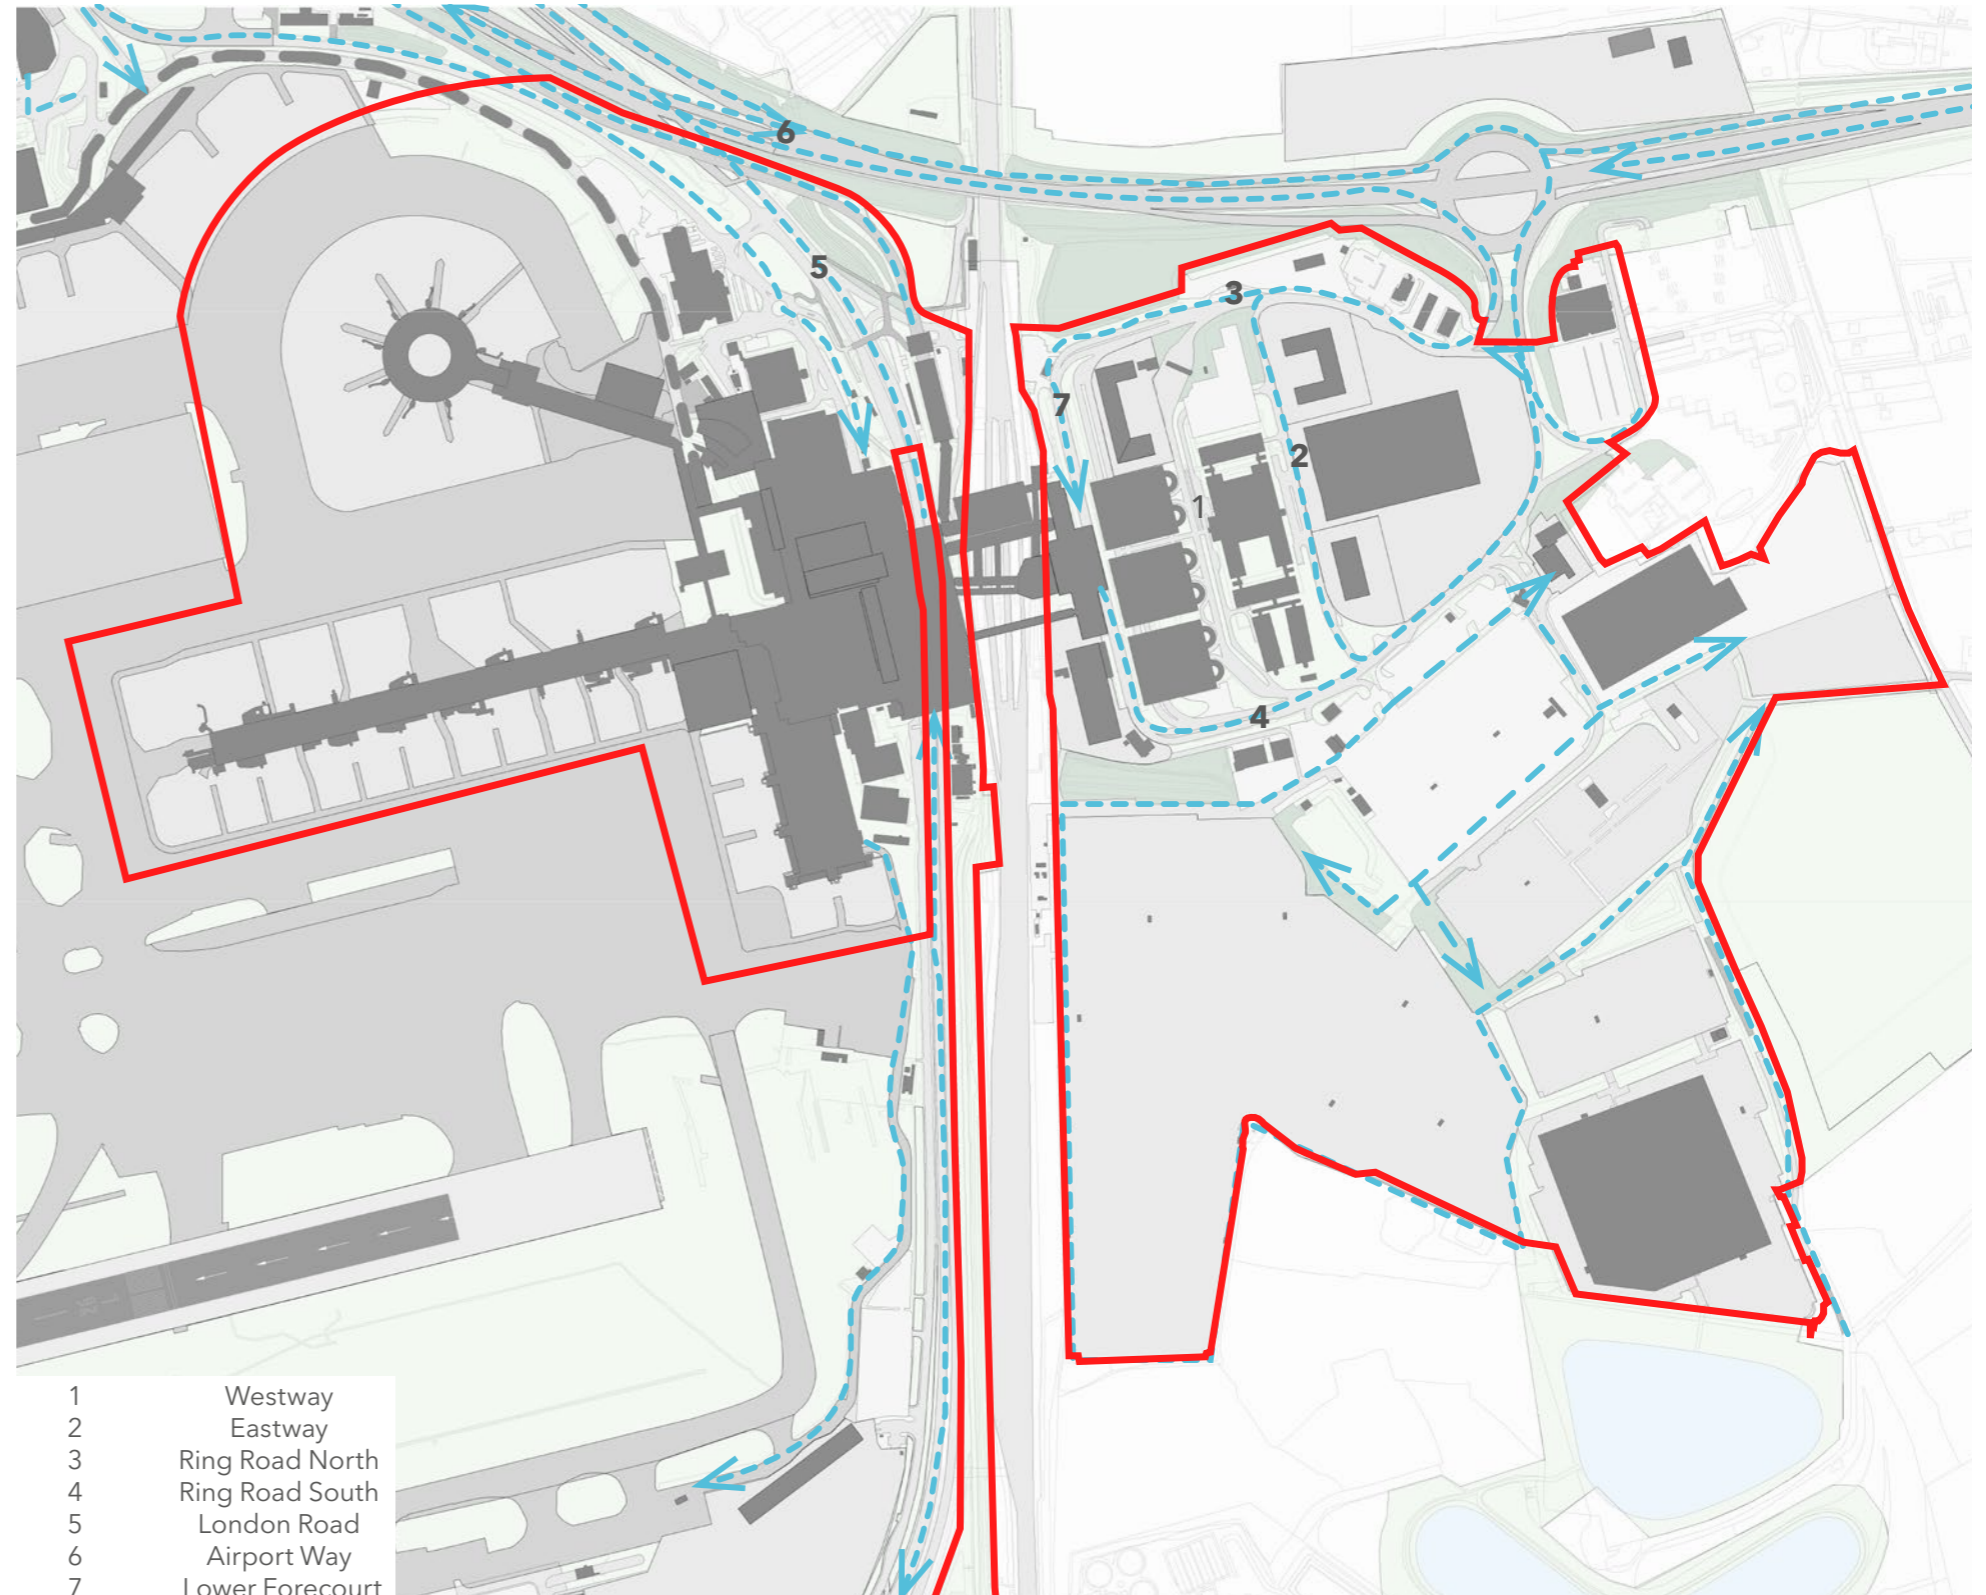 6
5
3
7
2
1
4
1 Westway
2 Eastway
3 Ring Road North
4 Ring Road South
5 London Road
6 Airport Way
7 Lower Forecourt